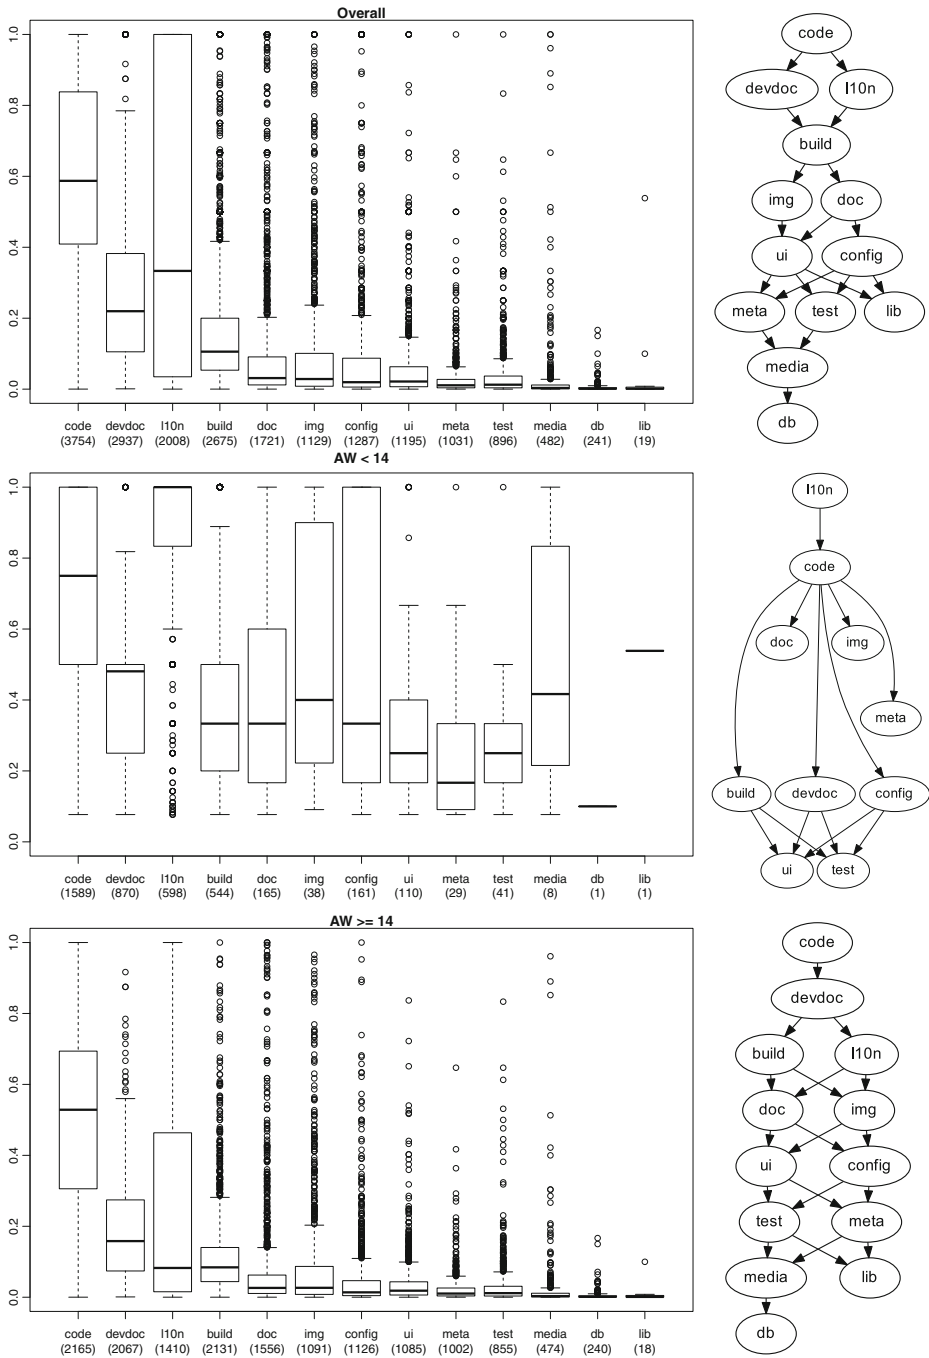 Overall
1.0
0.8
0.6
0.4
0.2
0.0
code devdoc l10n build doc img config ui meta test media db lib
(3754) (2937) (2008) (2675) (1721) (1129) (1287) (1195) (1031) (896) (482) (241) (19)
code
devdoc l10n
build
img doc
ui config
meta test lib
media
db
AW < 14
1.0
0.8
0.6
0.4
0.2
0.0
code devdoc l10n build doc img config ui meta test media db lib
(1589) (870) (598) (544) (165) (38) (161) (110) (29) (41) (8) (1) (1)
l10n
code
doc img
meta
build devdoc config
ui test
AW >= 14
1.0
0.8
0.6
0.4
0.2
0.0
code devdoc l10n build doc img config ui meta test media db lib
(2165) (2067) (1410) (2131) (1556) (1091) (1126) (1085) (1002) (855) (474) (240) (18)
code
devdoc
build l10n
doc img
ui config
test meta
media lib
db